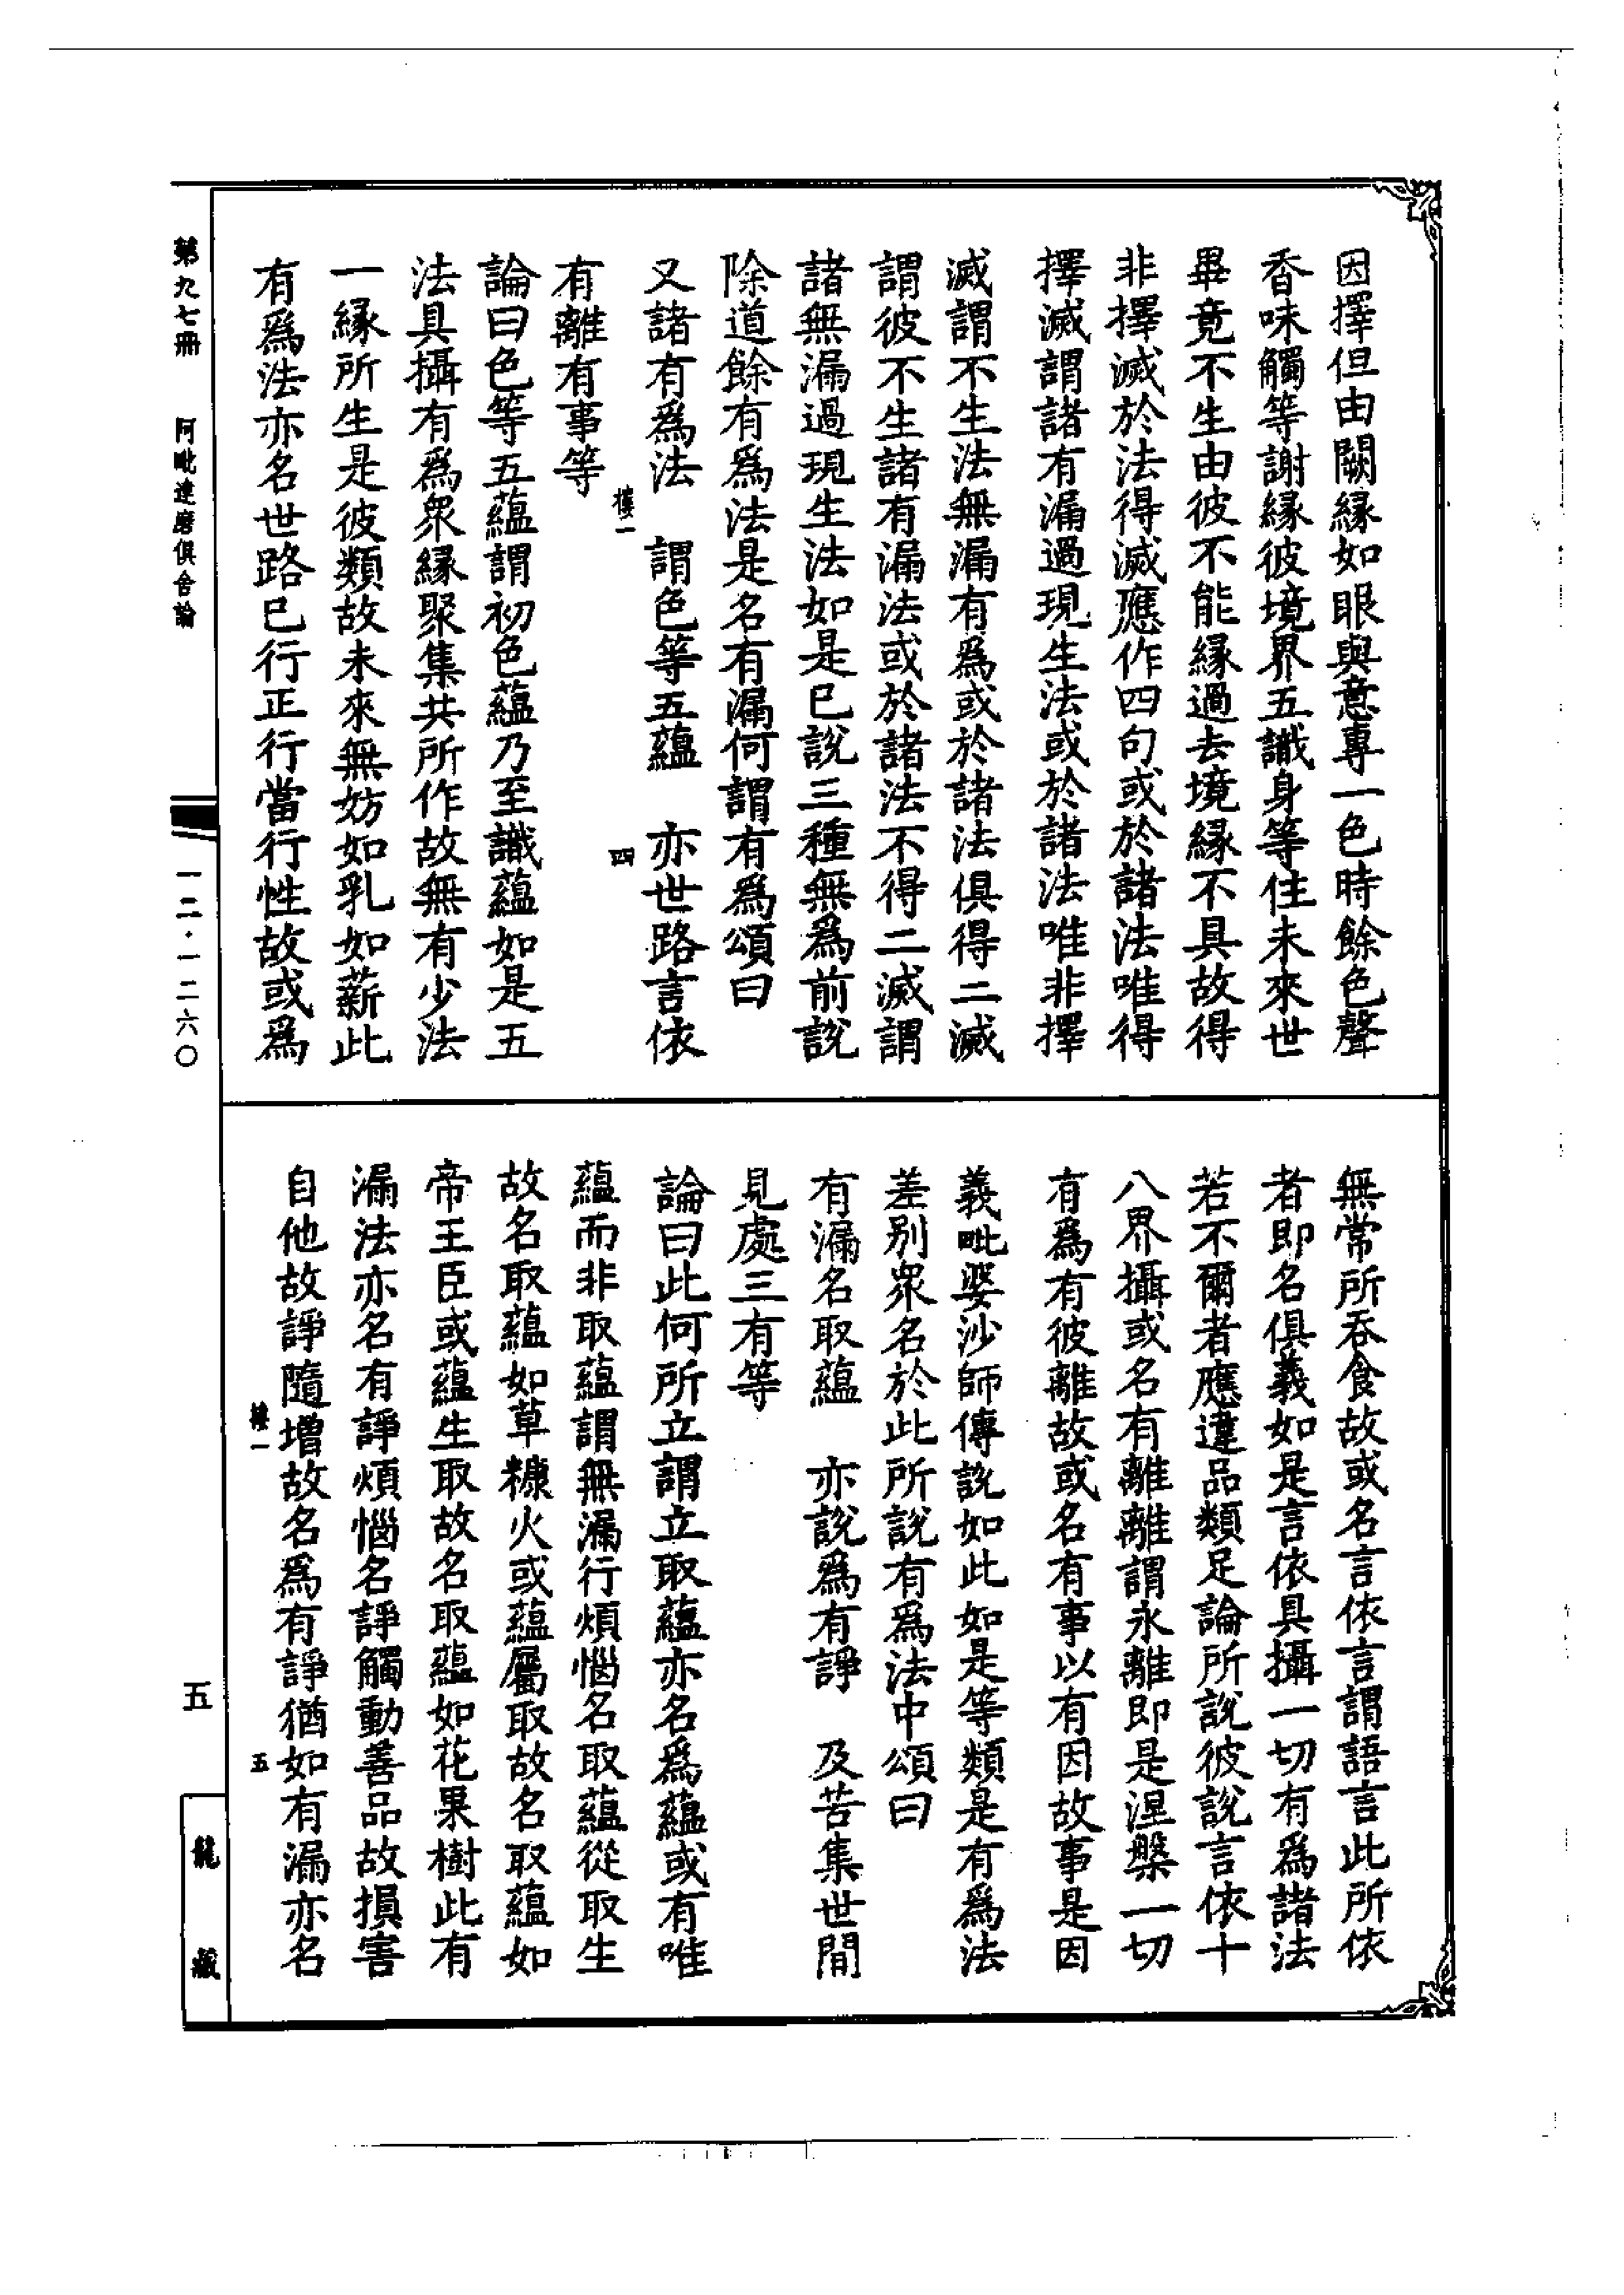 因擇但由闕緣如眼與意專一色時餘色聲
香味觸等謝緣彼境界五識身等住未來世
畢竟不生由彼不能緣過去境緣不具故得
非擇滅於法得滅應作四句或於諸法唯得
擇滅謂諸有漏過現生法或於諸法唯非擇
滅謂不生法無漏有爲或於諸法俱得二滅
謂彼不生諸有漏法或於諸法不得二滅謂
諸無漏過現生法如是已說三種無爲前說
除道餘有爲法是名有漏何謂有爲頌曰
又諸有爲法　謂色等五蘊　亦世路言依
樓一　四
有離有事等
論曰色等五蘊謂初色蘊乃至識蘊如是五
法具攝有爲衆緣聚集共所作故無有少法
一緣所生是彼類故未來無妨如乳如薪此
有爲法亦名世路已行正行當行性故或爲
無常所吞食故或名言依言謂語言此所依
者即名俱義如是言依具攝一切有爲諸法
若不爾者應違品類足論所說彼說言依十
八界攝或名有離離謂永離即是涅槃一切
有爲有彼離故或名有事以有因故事是因
義毗婆沙師傳說如此如是等類是有爲法
差別衆名於此所說有爲法中頌曰
有漏名取蘊　亦說爲有諍　及苦集世間
見處三有等
論曰此何所立謂立取蘊亦名爲蘊或有唯
蘊而非取蘊謂無漏行煩惱名取蘊從取生
故名取蘊如草糠火或蘊屬取故名取蘊如
帝王臣或蘊生取故名取蘊如花果樹此有
漏法亦名有諍煩惱名諍觸動善品故損害
自他故諍隨增故名爲有諍猶如有漏亦名
樓一　五
第九七冊　阿毗達磨俱舍論
一二·一二六〇
五
龍藏